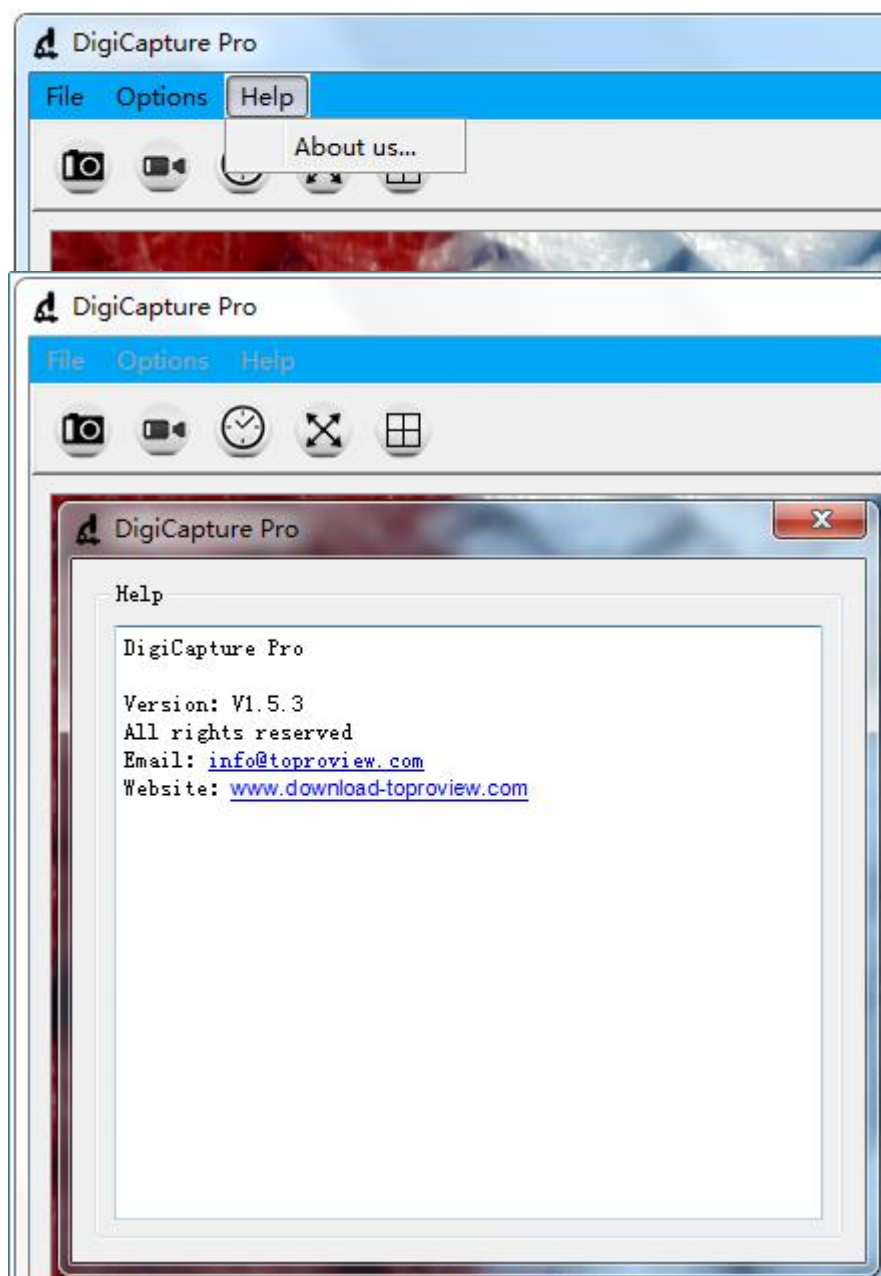 DigiCapture Pro
File Options Help
About us...
DigiCapture Pro
File Options Help
DigiCapture Pro
Help
DigiCapture Pro
Version: V1.5.3
All rights reserved
Email: info@toproview.com
Website: www.download-toproview.com